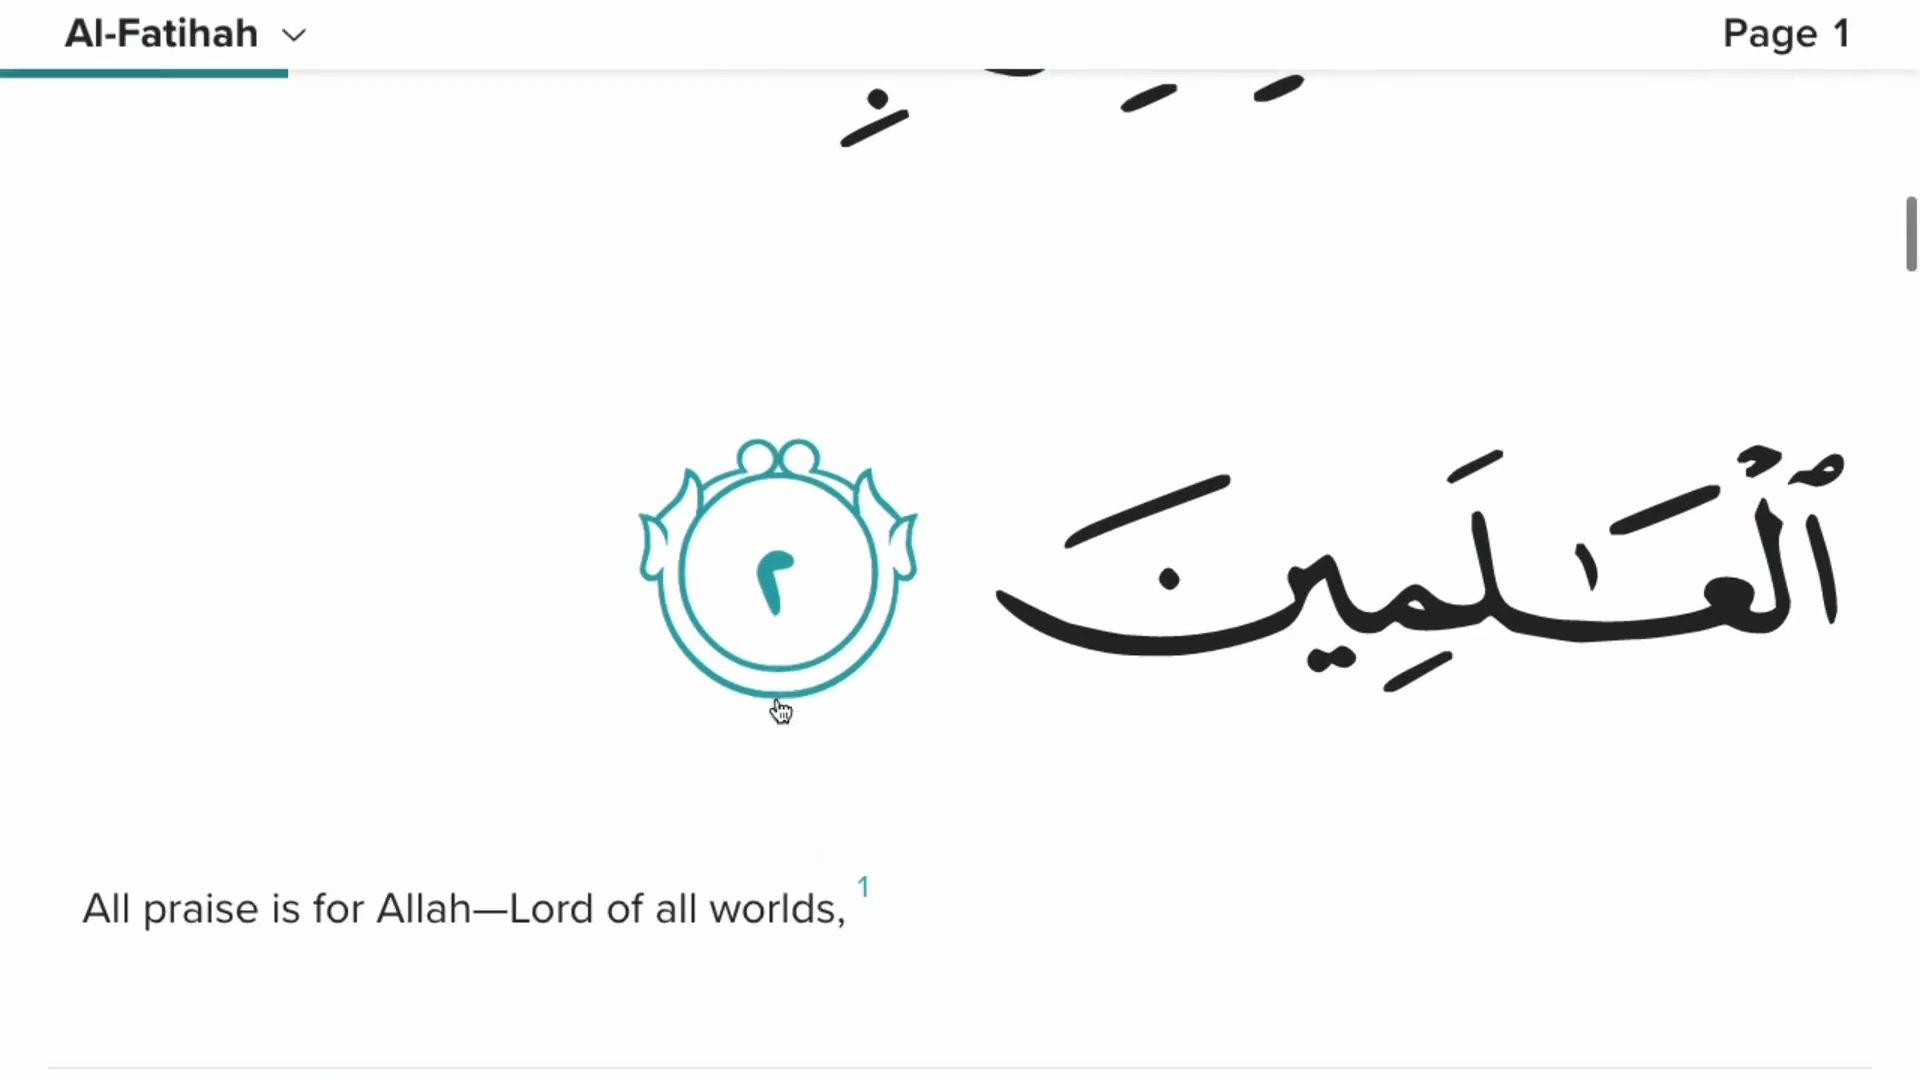 Al-Fatihah
Page 1
ٱلْعَـٰلَمِينَ ٢
All praise is for Allah—Lord of all worlds, 1